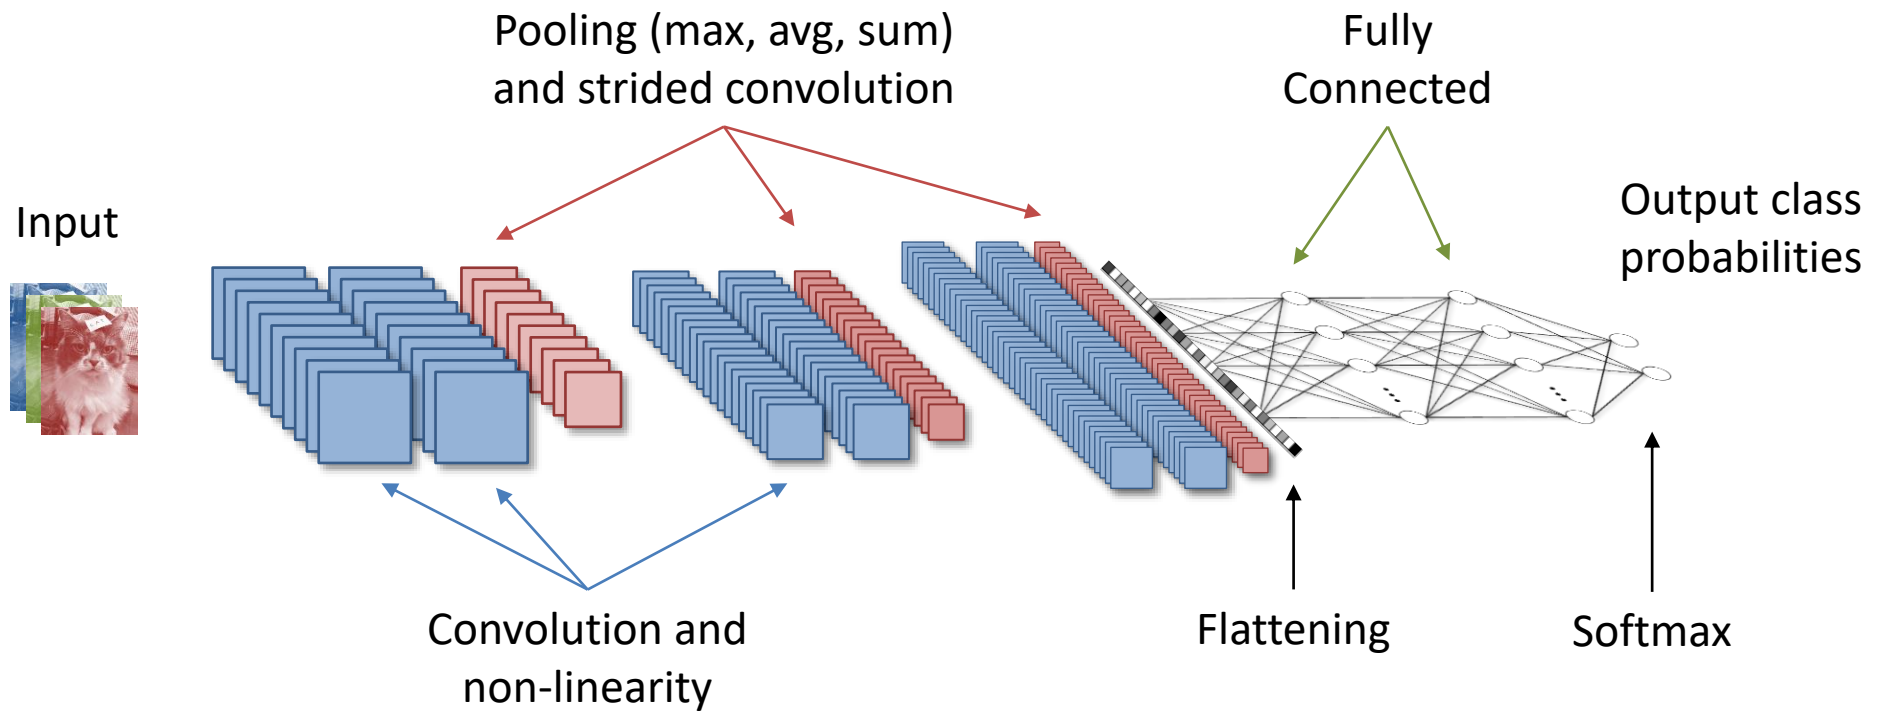 Pooling (max, avg, sum)
and strided convolution
Fully
Connected
Input
Output class
probabilities
Convolution and
non-linearity
Flattening
Softmax